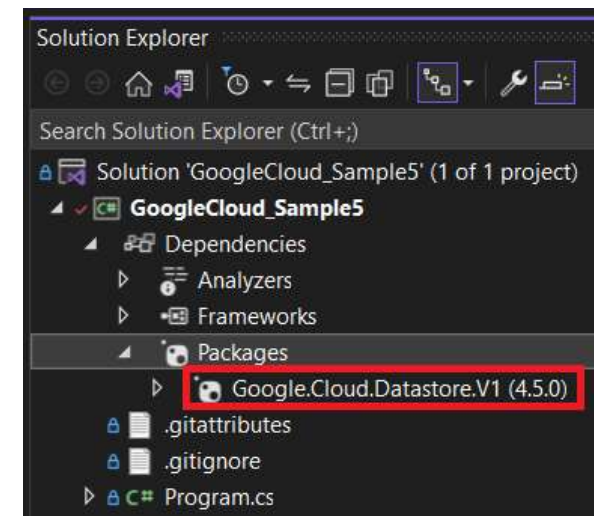 Solution Explorer
Search Solution Explorer (Ctrl+;)
Solution 'GoogleCloud_Sample5' (1 of 1 project)
C# GoogleCloud_Sample5
Dependencies
Analyzers
Frameworks
Packages
Google.Cloud.Datastore.V1 (4.5.0)
.gitattributes
.gitignore
C# Program.cs